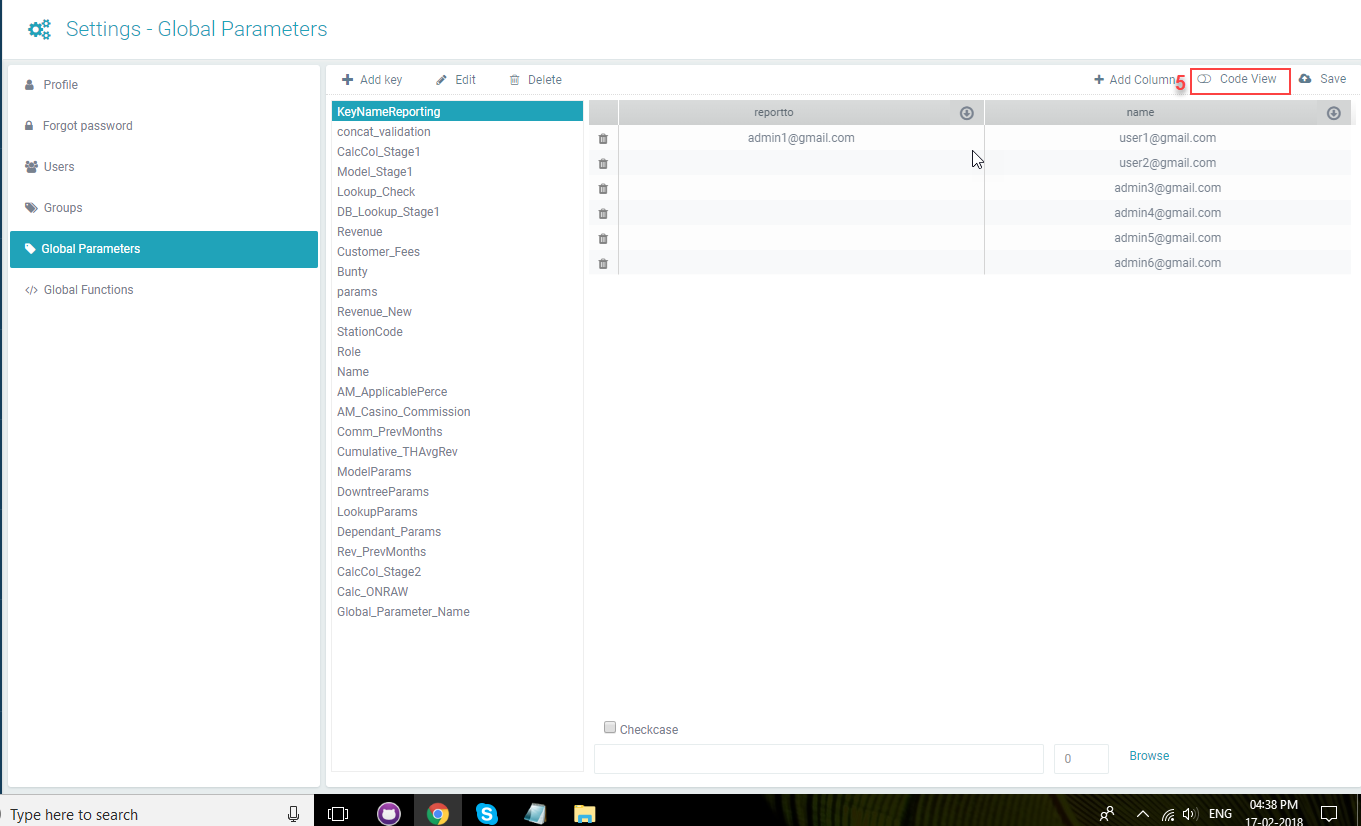 Settings - Global Parameters
Profile
Forgot password
Users
Groups
Global Parameters
Global Functions
Add key Edit Delete
Add Column 5 Code View Save
KeyNameReporting
concat_validation
CalcCol_Stage1
Model_Stage1
Lookup_Check
DB_Lookup_Stage1
Revenue
Customer_Fees
Bunty
params
Revenue_New
StationCode
Role
Name
AM_ApplicablePerce
AM_Casino_Commission
Comm_PrevMonths
Cumulative_THAvgRev
ModelParams
DowntreeParams
LookupParams
Dependant_Params
Rev_PrevMonths
CalcCol_Stage2
Calc_ONRAW
Global_Parameter_Name
reportto name
admin1@gmail.com user1@gmail.com
user2@gmail.com
admin3@gmail.com
admin4@gmail.com
admin5@gmail.com
admin6@gmail.com
Checkcase
0 Browse
Type here to search
ENG
04:38 PM
17-02-2018